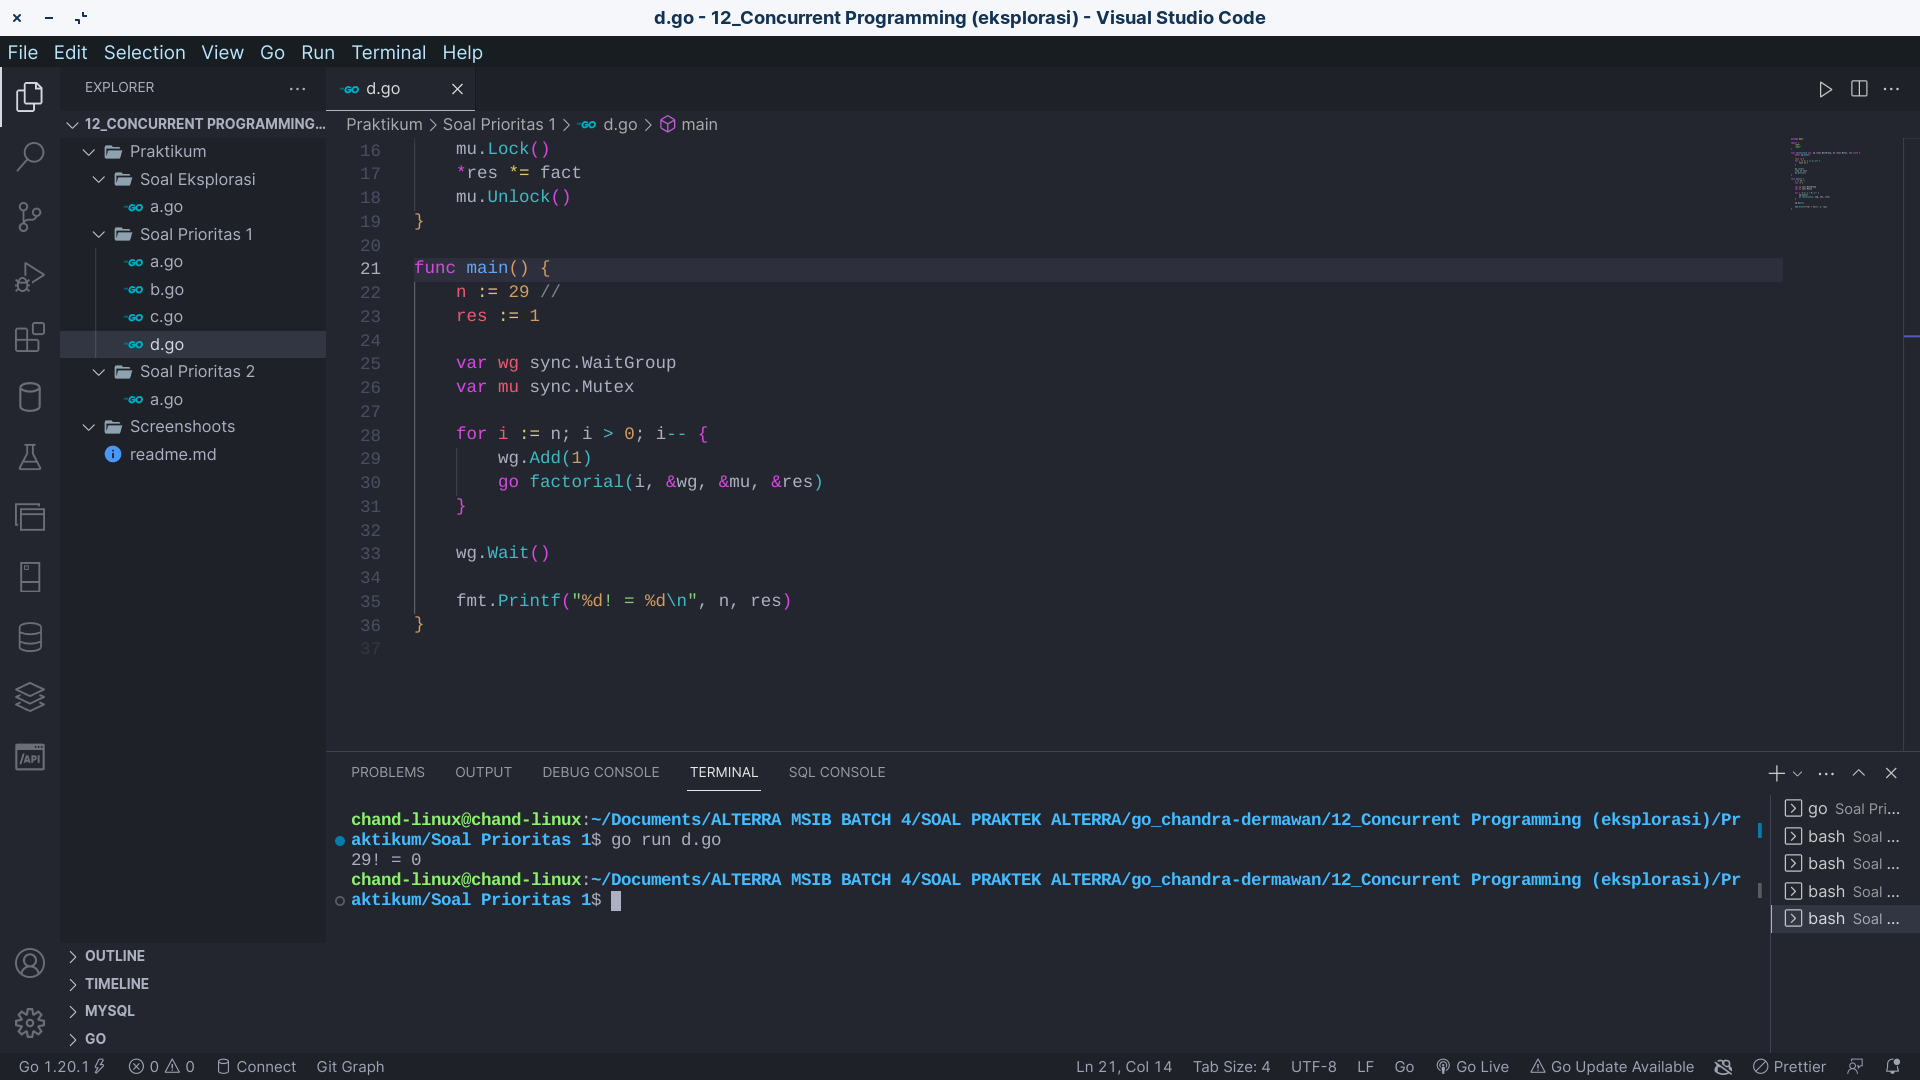 d.go - 12_Concurrent Programming (eksplorasi) - Visual Studio Code
File Edit Selection View Go Run Terminal Help
EXPLORER
12_CONCURRENT PROGRAMMING...
Praktikum
Soal Eksplorasi
a.go
Soal Prioritas 1
a.go
b.go
c.go
d.go
Soal Prioritas 2
a.go
Screenshoots
readme.md
OUTLINE
TIMELINE
MYSQL
GO
d.go
Praktikum > Soal Prioritas 1 > d.go > main
16 mu.Lock()
17 *res *= fact
18 mu.Unlock()
19 }
20
21 func main() {
22 n := 29 //
23 res := 1
24
25 var wg sync.WaitGroup
26 var mu sync.Mutex
27
28 for i := n; i > 0; i-- {
29 wg.Add(1)
30 go factorial(i, &wg, &mu, &res)
31 }
32
33 wg.Wait()
34
35 fmt.Printf("%d! = %d\n", n, res)
36 }
37
PROBLEMS OUTPUT DEBUG CONSOLE TERMINAL SQL CONSOLE
chand-linux@chand-linux:~/Documents/ALTERRA MSIB BATCH 4/SOAL PRAKTEK ALTERRA/go_chandra-dermawan/12_Concurrent Programming (eksplorasi)/Pr
aktikum/Soal Prioritas 1$ go run d.go
29! = 0
chand-linux@chand-linux:~/Documents/ALTERRA MSIB BATCH 4/SOAL PRAKTEK ALTERRA/go_chandra-dermawan/12_Concurrent Programming (eksplorasi)/Pr
aktikum/Soal Prioritas 1$
go Soal Pri...
bash Soal ...
bash Soal ...
bash Soal ...
bash Soal ...
Go 1.20.1 0 0 Connect Git Graph Ln 21, Col 14 Tab Size: 4 UTF-8 LF Go Go Live Go Update Available Prettier